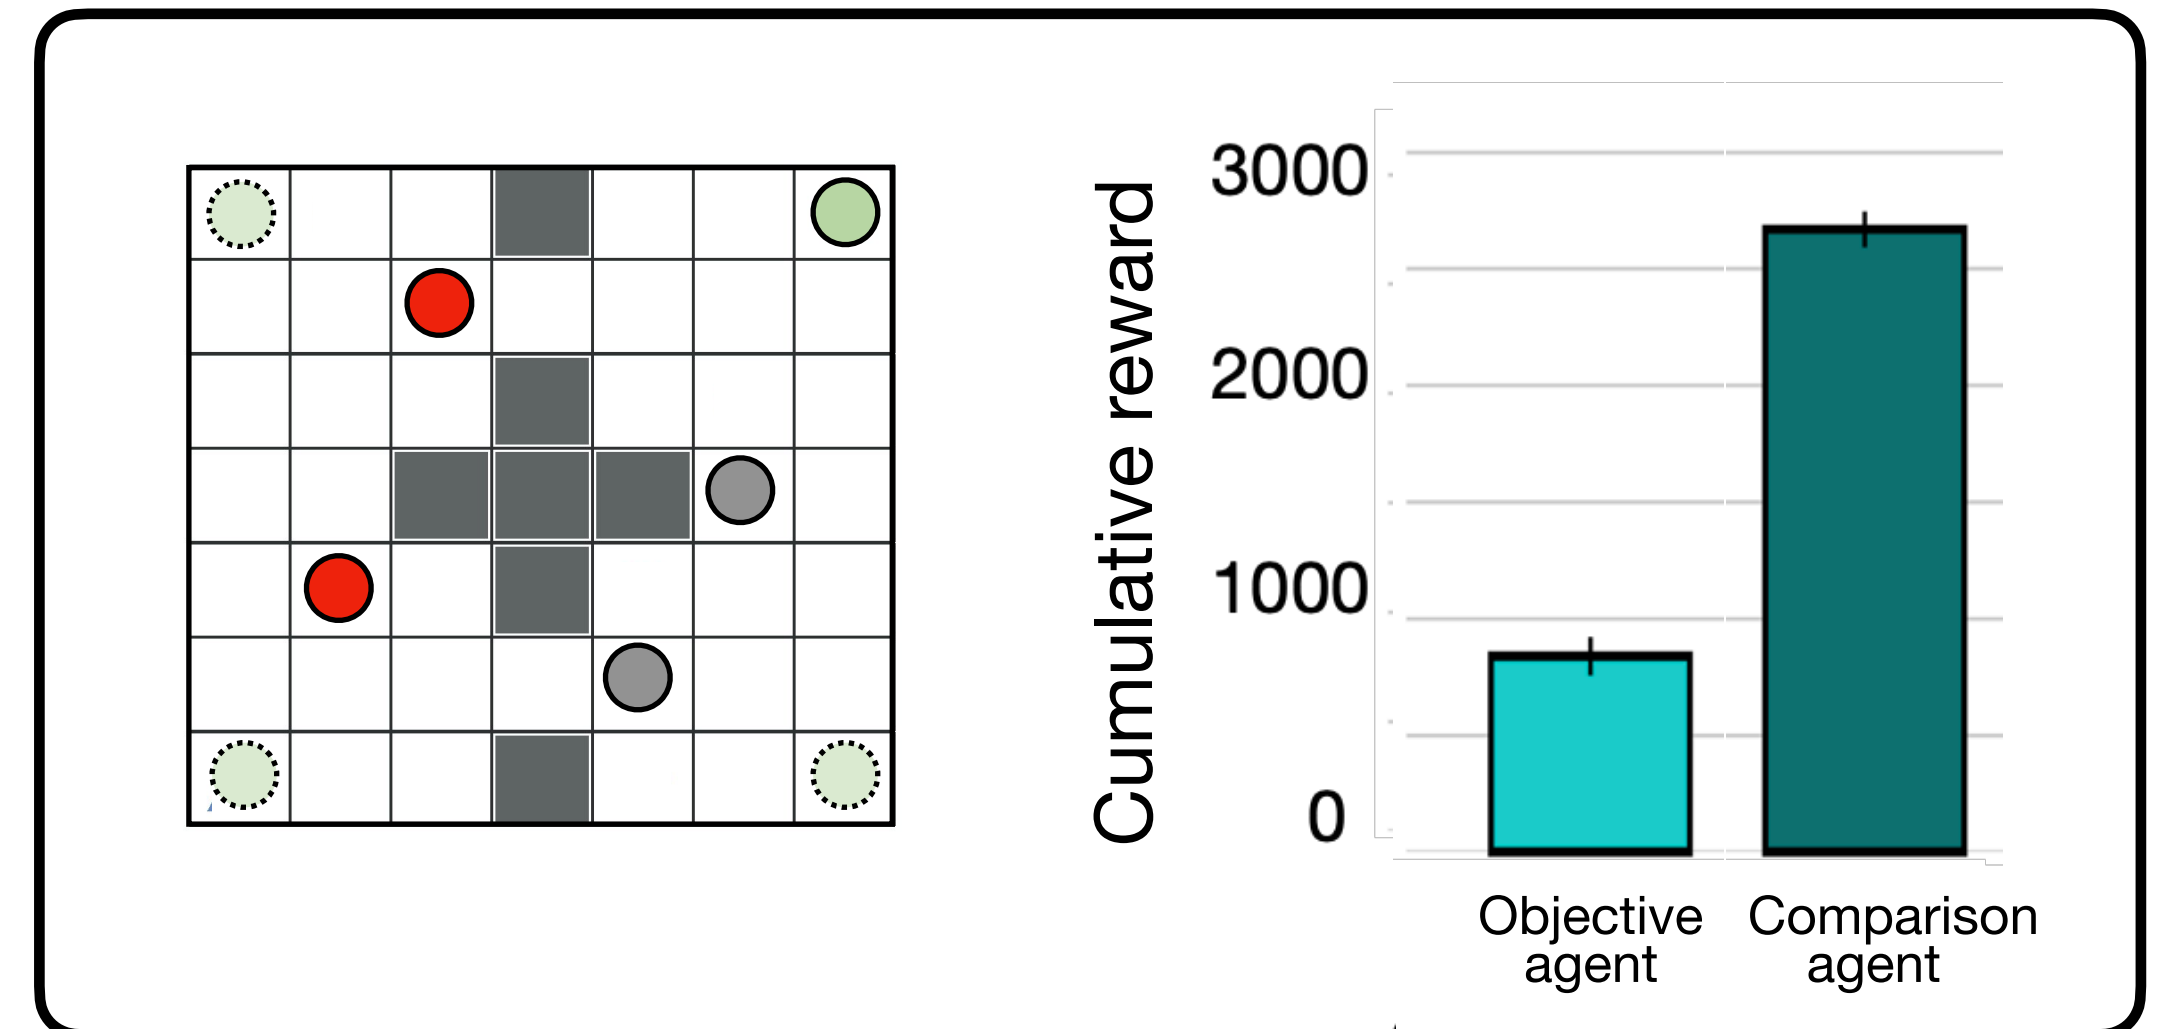 Cumulative reward
3000
2000
1000
0
Objective
agent
Comparison
agent